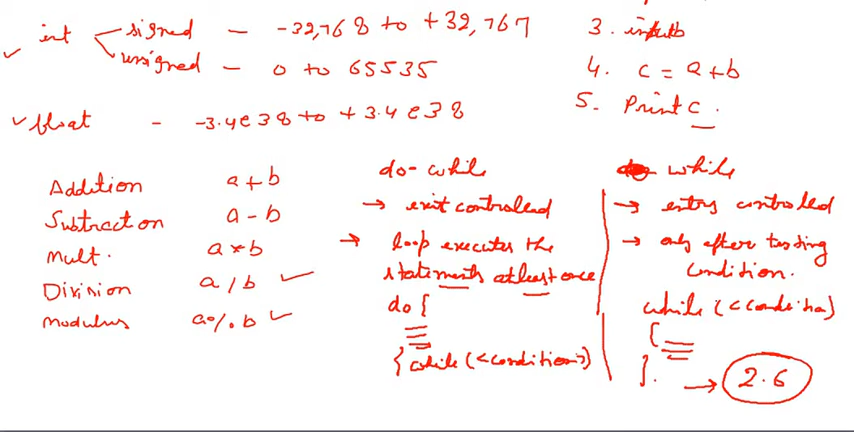 int signed - -32,768 to +32,767
unsigned - 0 to 65535
float - -3.4e38 to +3.4e38
3. input b
4. c = a+b
5. Print c.
Addition a+b
Subtraction a-b
Mult. a*b
Division a/b
Modulus a%b
do-while
→ exit controlled
→ loop executes the
statements atleast once
do {
} while (<condition>)
while
→ entry controlled
→ only after testing
condition.
while (<condition)
{
}.
→ 2.6